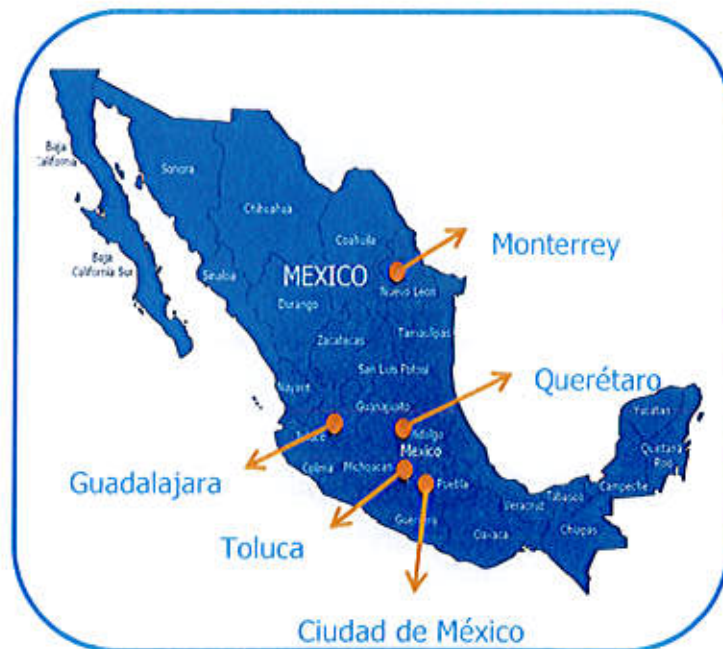 Baja
California
Sonora
Chihuahua
Coahuila
Monterrey
Baja
California Sur
Sinaloa
MEXICO
Nuevo Leon
Durango
Tamaulipas
Zacatecas
San Luis Potosi
Querétaro
Nayarit
Guanajuato
Yucatan
Jalisco
Hidalgo
Mexico
Quintana
Roo
Guadalajara
Colima
Michoacan
Puebla
Campeche
Tabasco
Veracruz
Toluca
Guerrero
Oaxaca
Chiapas
Ciudad de México